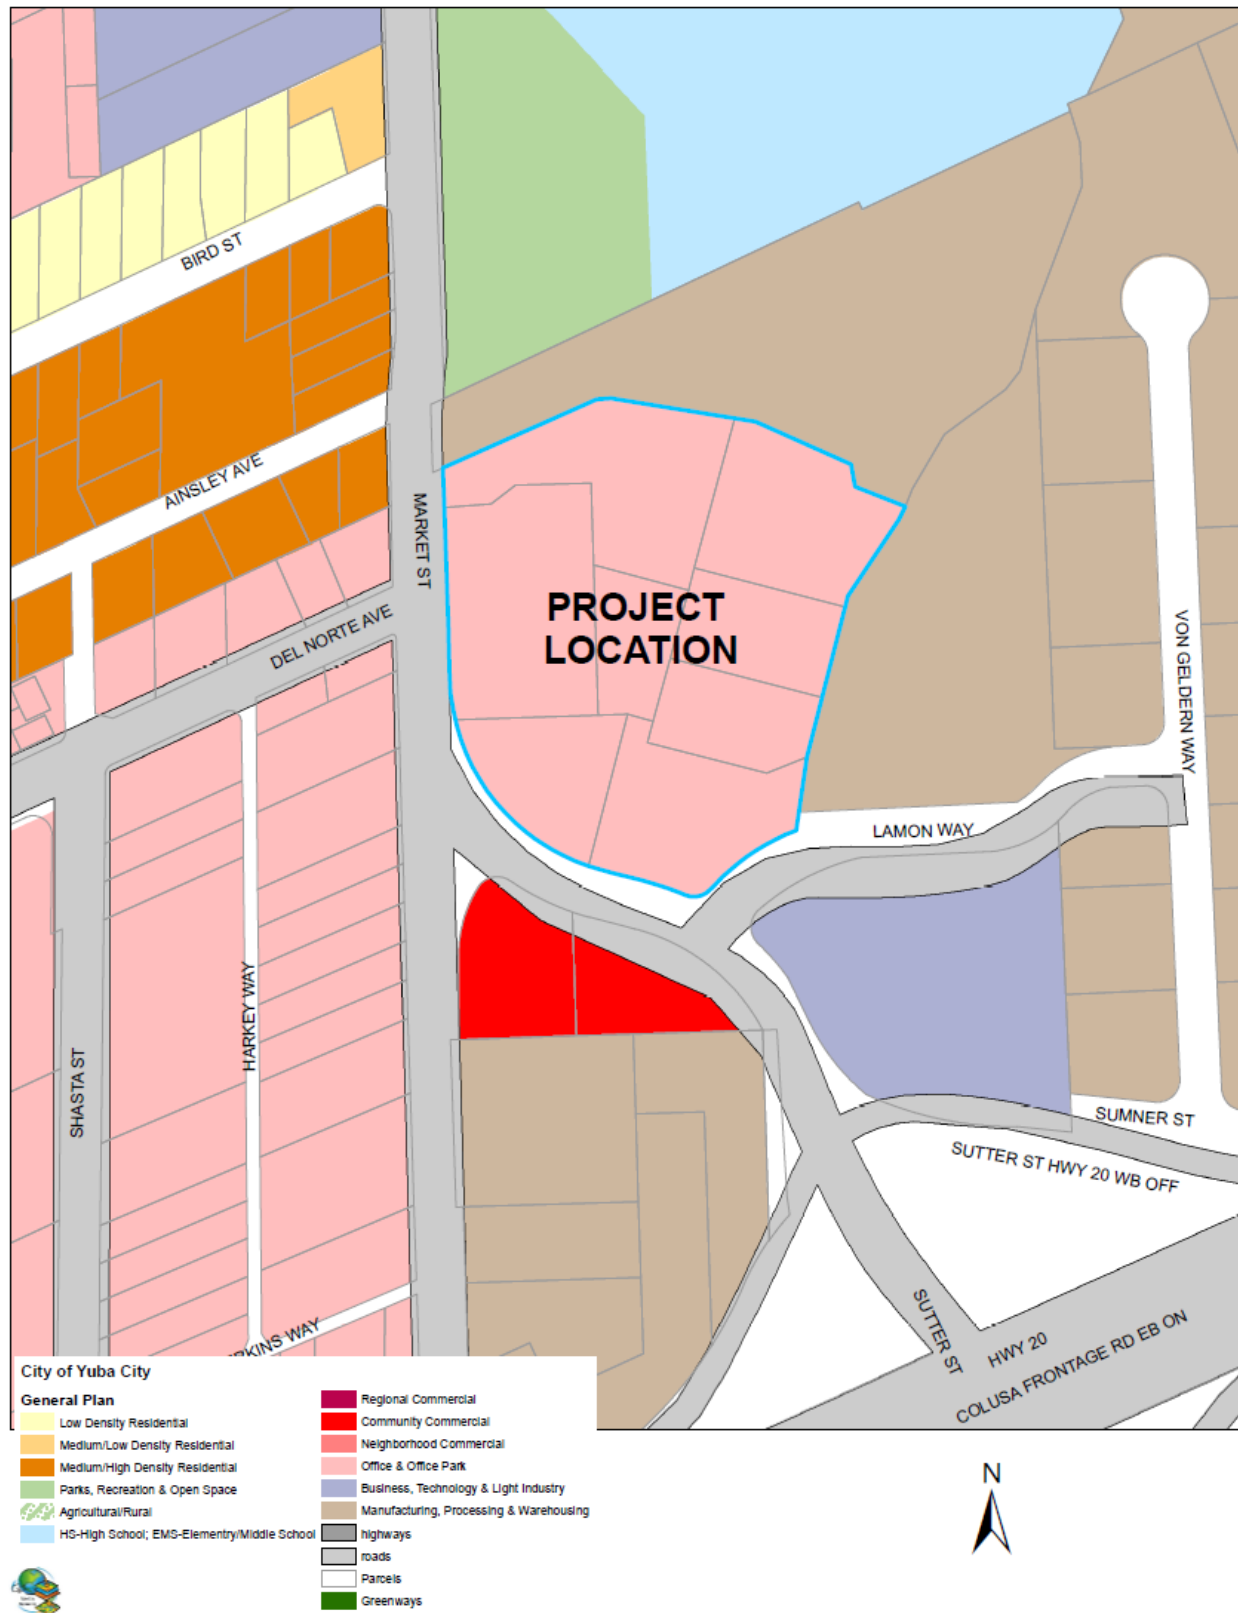 BIRD ST
AINSLEY AVE
MARKET ST
DEL NORTE AVE
PROJECT
LOCATION
VON GELDERN WAY
LAMON WAY
HARKEY WAY
SHASTA ST
SUMNER ST
SUTTER ST HWY 20 WB OFF
SUTTER ST
HWY 20
COLUSA FRONTAGE RD EB ON
RKINS WAY
City of Yuba City
General Plan
Low Density Residential
Medium/Low Density Residential
Medium/High Density Residential
Parks, Recreation & Open Space
Agricultural/Rural
HS-High School; EMS-Elementry/Middle School
Regional Commercial
Community Commercial
Neighborhood Commercial
Office & Office Park
Business, Technology & Light Industry
Manufacturing, Processing & Warehousing
highways
roads
Parcels
Greenways
N